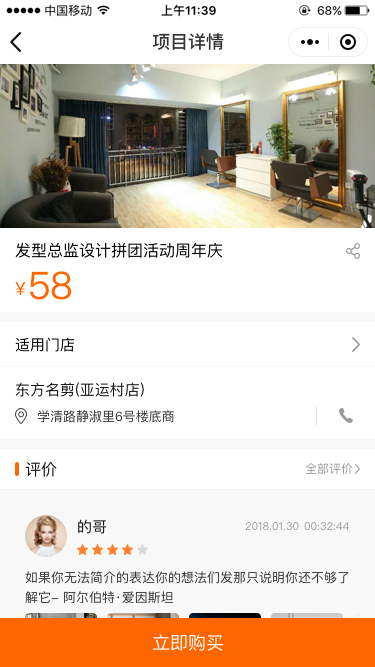 中国移动
上午11:39
68%
项目详情
发型总监设计拼团活动周年庆
¥58
适用门店
东方名剪(亚运村店)
学清路静淑里6号楼底商
评价
全部评价
的哥
2018.01.30 00:32:44
如果你无法简介的表达你的想法们发那只说明你还不够了
解它- 阿尔伯特·爱因斯坦
立即购买